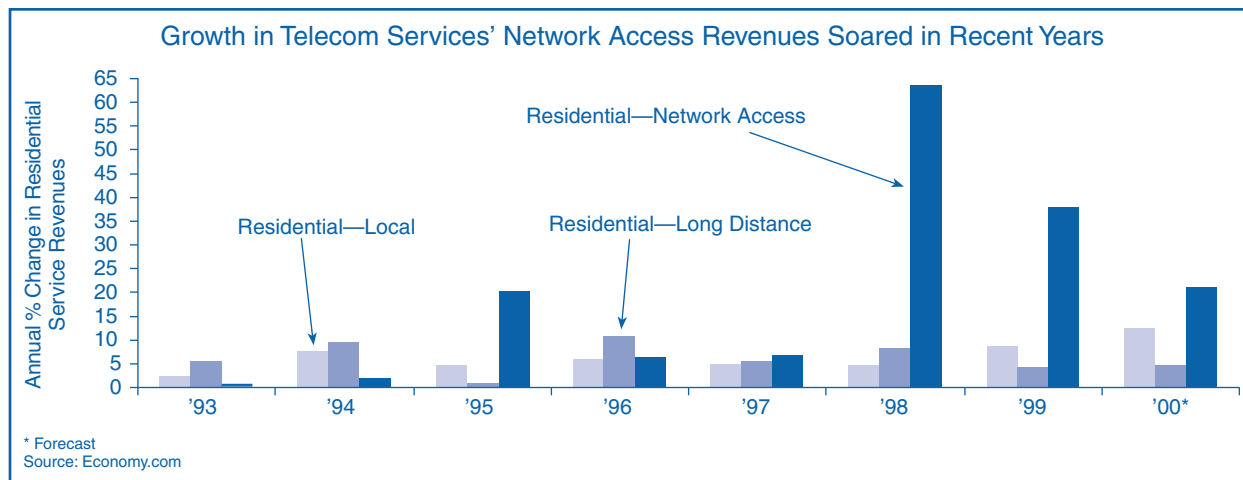 Growth in Telecom Services’ Network Access Revenues Soared in Recent Years
Annual % Change in Residential
Service Revenues
65
60
55
50
45
40
35
30
25
20
15
10
5
0
Residential—Network Access
Residential—Local
Residential—Long Distance
’93
’94
’95
’96
’97
’98
’99
’00*
* Forecast
Source: Economy.com